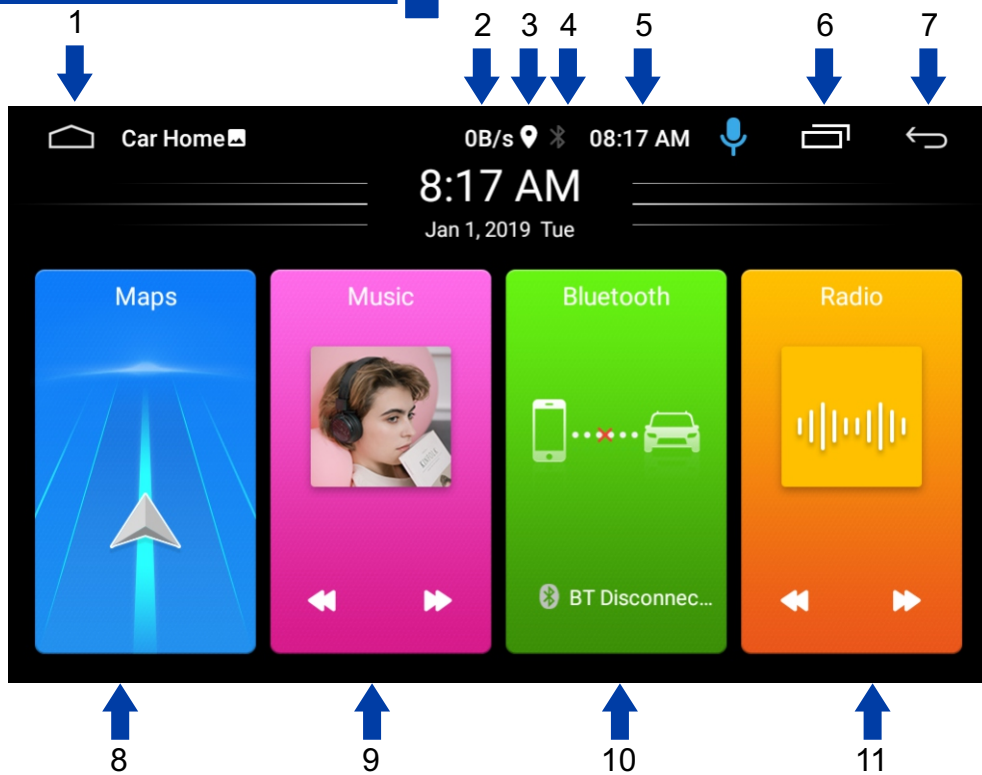 1 2 3 4 5 6 7
Car Home 0B/s 08:17 AM
8:17 AM
Jan 1, 2019 Tue
Maps Music Bluetooth Radio
BT Disconnec...
8 9 10 11